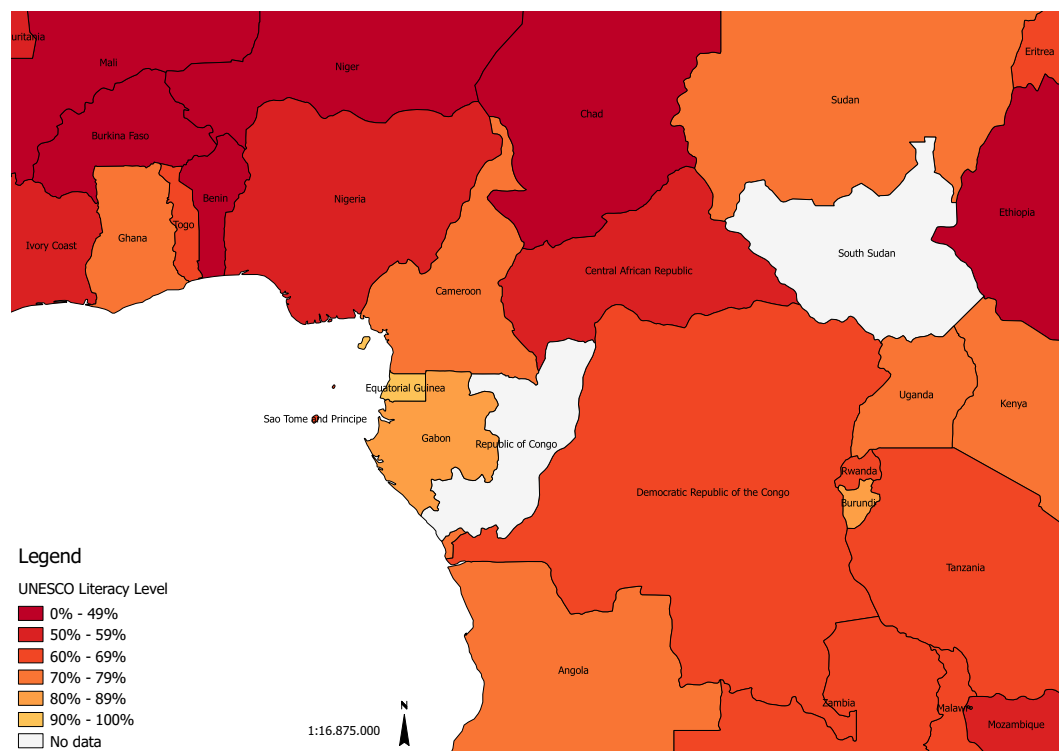 uritania
Mali
Niger
Chad
Sudan
Eritrea
Burkina Faso
Benin
Nigeria
Ethiopia
Ivory Coast
Ghana
Togo
Central African Republic
South Sudan
Cameroon
Equatorial Guinea
Sao Tome and Principe
Gabon
Republic of Congo
Uganda
Kenya
Rwanda
Democratic Republic of the Congo
Burundi
Tanzania
Angola
Zambia
Malawi
Mozambique
Legend
UNESCO Literacy Level
0% - 49%
50% - 59%
60% - 69%
70% - 79%
80% - 89%
90% - 100%
No data
1:16.875.000
N